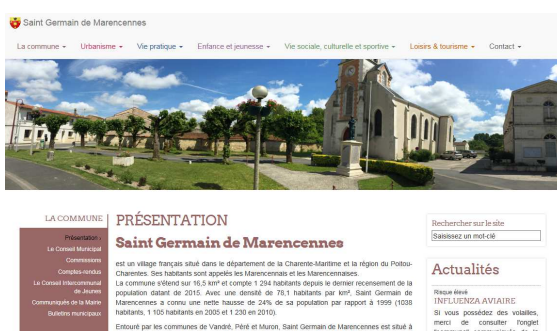 Saint Germain de Marencennes
La commune Urbanisme Vie pratique Enfance et jeunesse Vie sociale, culturelle et sportive Loisirs & tourisme Contact
LA COMMUNE
Présentation ›
Le Conseil Municipal
Commissions
Comptes-rendus
Le Conseil Intercommunal
de Jeunes
Communiqués de la Mairie
Bulletins municipaux
PRÉSENTATION
Saint Germain de Marencennes
est un village français situé dans le département de la Charente-Maritime et la région du Poitou-
Charentes. Ses habitants sont appelés les Marencennais et les Marencennaises.
La commune s'étend sur 16,5 km² et compte 1 294 habitants depuis le dernier recensement de la
population datant de 2015. Avec une densité de 78,1 habitants par km², Saint Germain de
Marencennes a connu une nette hausse de 24% de sa population par rapport à 1999 (1038
habitants, 1 105 habitants en 2005 et 1 230 en 2010).
Entouré par les communes de Vandré, Péré et Muron, Saint Germain de Marencennes est situé à
Rechercher sur le site
Saisissez un mot-clé
Actualités
Risque élevé
INFLUENZA AVIAIRE
Si vous possédez des volailles,
merci de consulter l'onglet